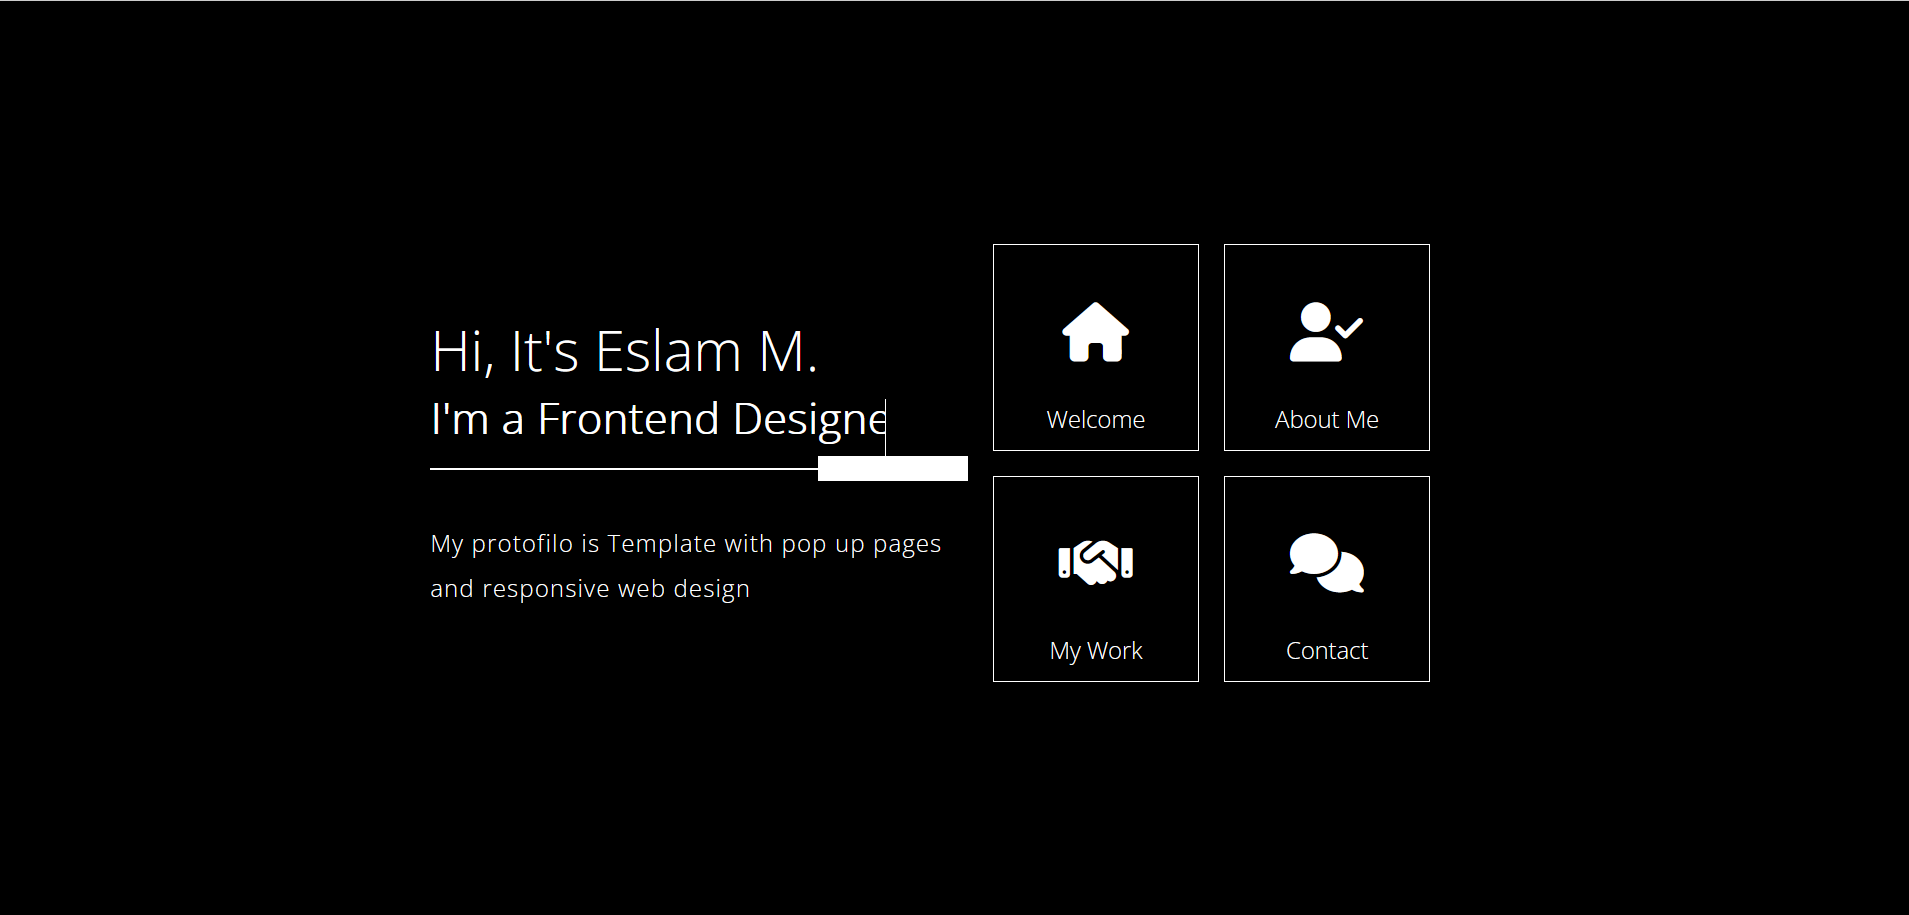 Hi, It's Eslam M.
I'm a Frontend Designe
My protofilo is Template with pop up pages
and responsive web design
Welcome
About Me
My Work
Contact